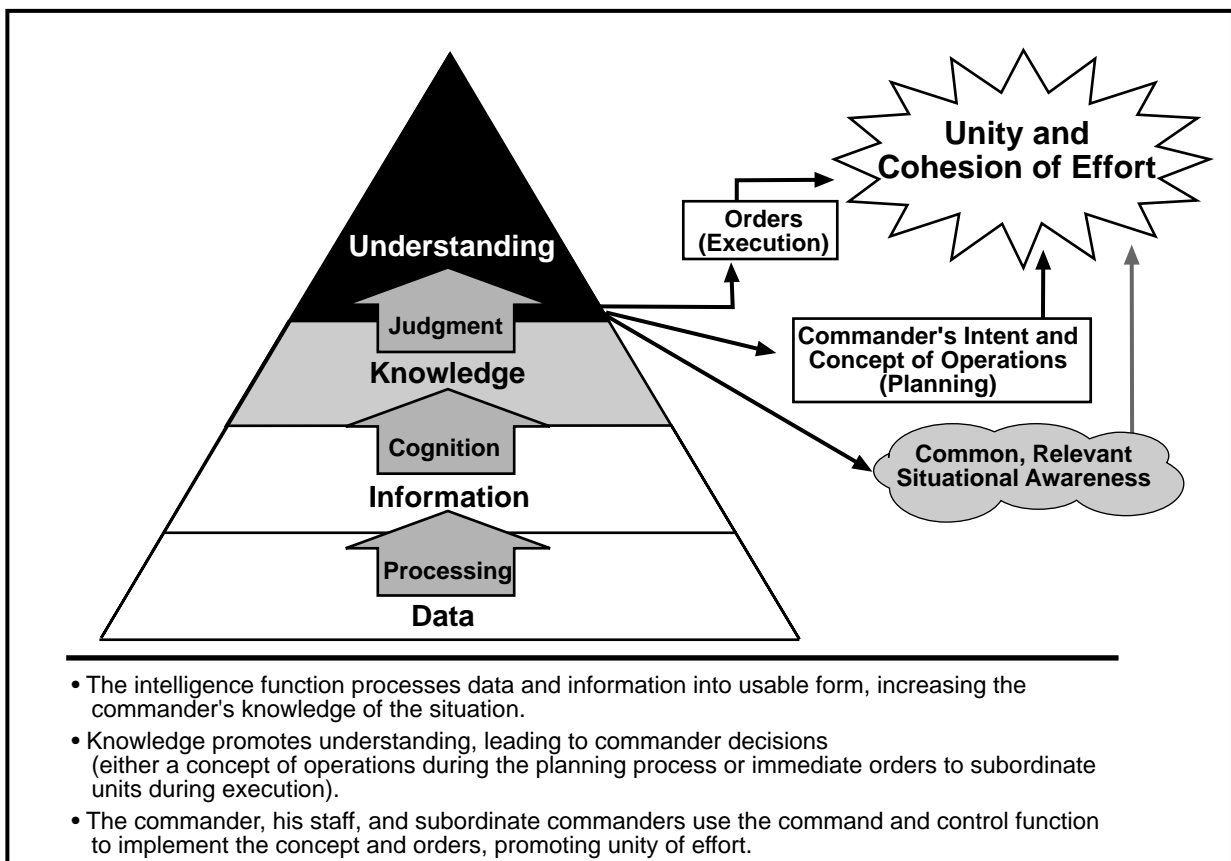 Unity and
Cohesion of Effort
Orders
(Execution)
Understanding
Judgment
Commander's Intent and
Concept of Operations
(Planning)
Knowledge
Cognition
Common, Relevant
Situational Awareness
Information
Processing
Data
• The intelligence function processes data and information into usable form, increasing the
commander's knowledge of the situation.
• Knowledge promotes understanding, leading to commander decisions
(either a concept of operations during the planning process or immediate orders to subordinate
units during execution).
• The commander, his staff, and subordinate commanders use the command and control function
to implement the concept and orders, promoting unity of effort.